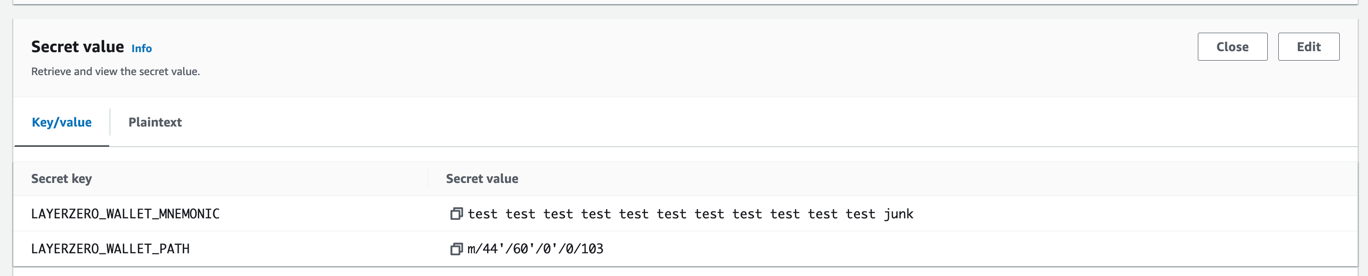 Secret value Info
Close Edit
Retrieve and view the secret value.
Key/value Plaintext
Secret key Secret value
LAYERZERO_WALLET_MNEMONIC test test test test test test test test test test test junk
LAYERZERO_WALLET_PATH m/44'/60'/0'/0/103